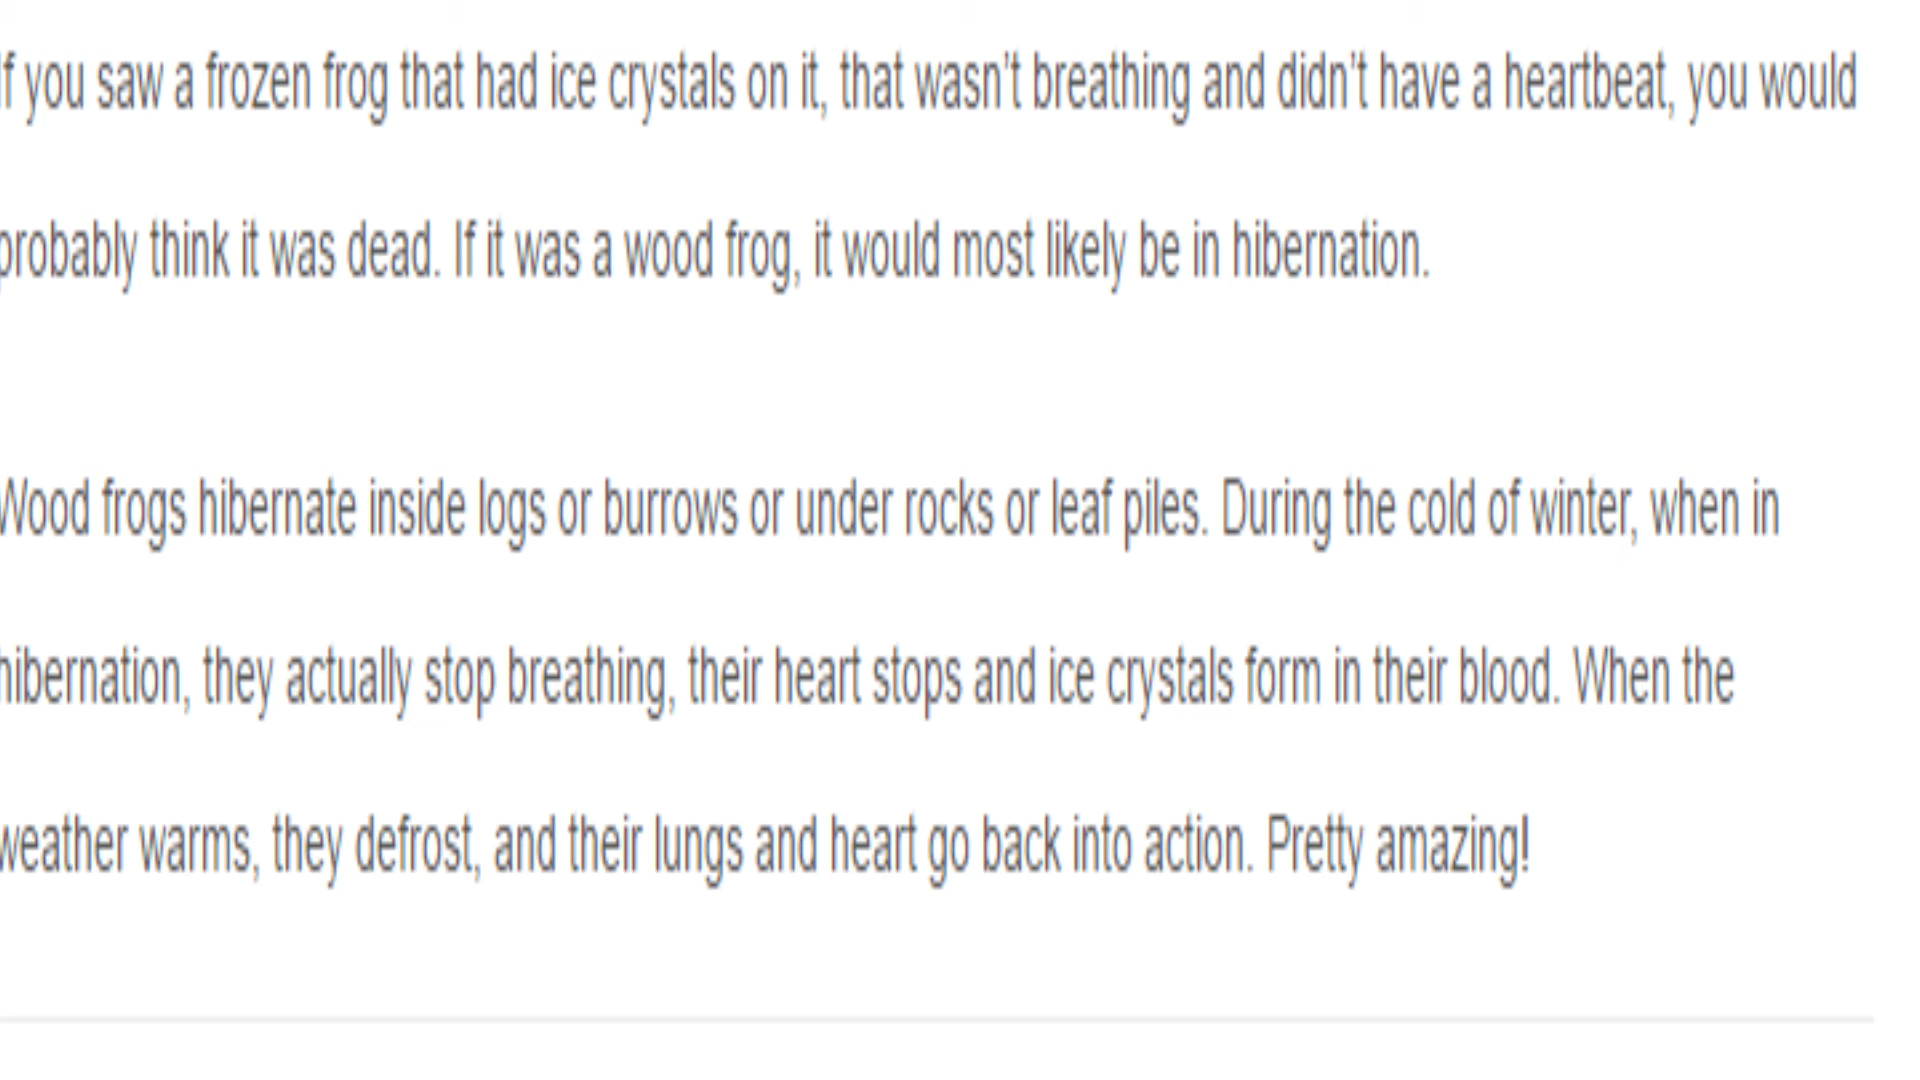 If you saw a frozen frog that had ice crystals on it, that wasn't breathing and didn't have a heartbeat, you would
probably think it was dead. If it was a wood frog, it would most likely be in hibernation.
Wood frogs hibernate inside logs or burrows or under rocks or leaf piles. During the cold of winter, when in
hibernation, they actually stop breathing, their heart stops and ice crystals form in their blood. When the
weather warms, they defrost, and their lungs and heart go back into action. Pretty amazing!